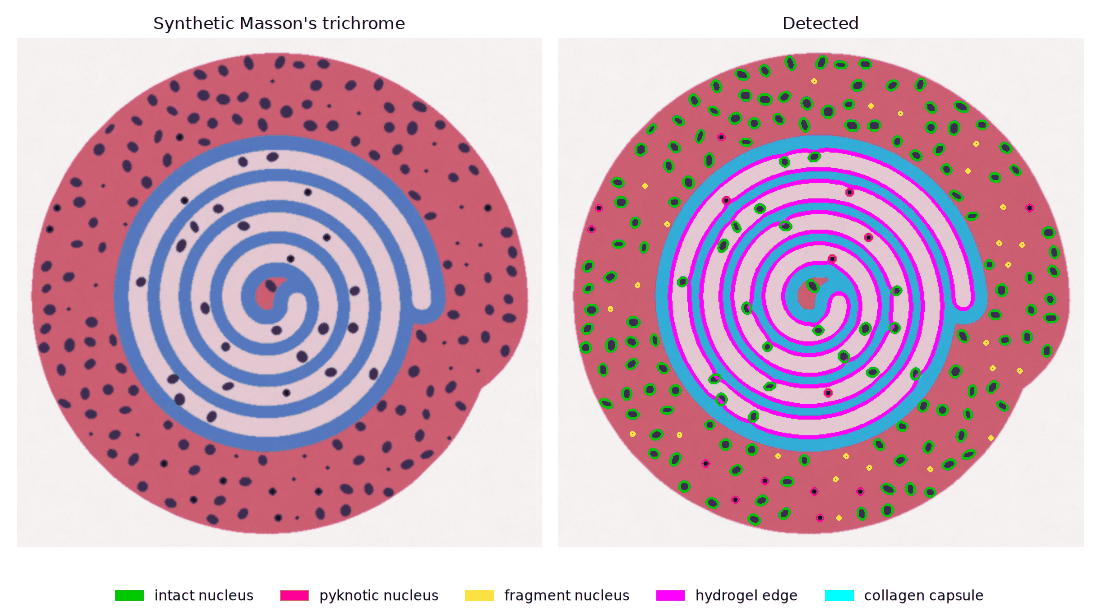 Synthetic Masson's trichrome
Detected
intact nucleus
pyknotic nucleus
fragment nucleus
hydrogel edge
collagen capsule